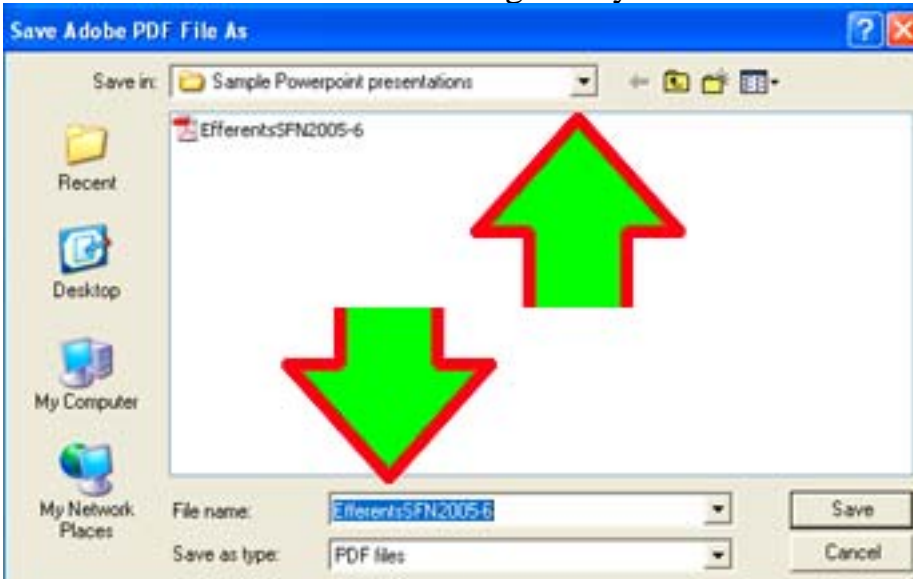 Save Adobe PDF File As
Save in:
Sample Powerpoint presentations
EfferentsSFN2005-6
Recent
Desktop
My Computer
My Network
Places
File name:
EfferentsSFN2005-6
Save
Save as type:
PDF files
Cancel